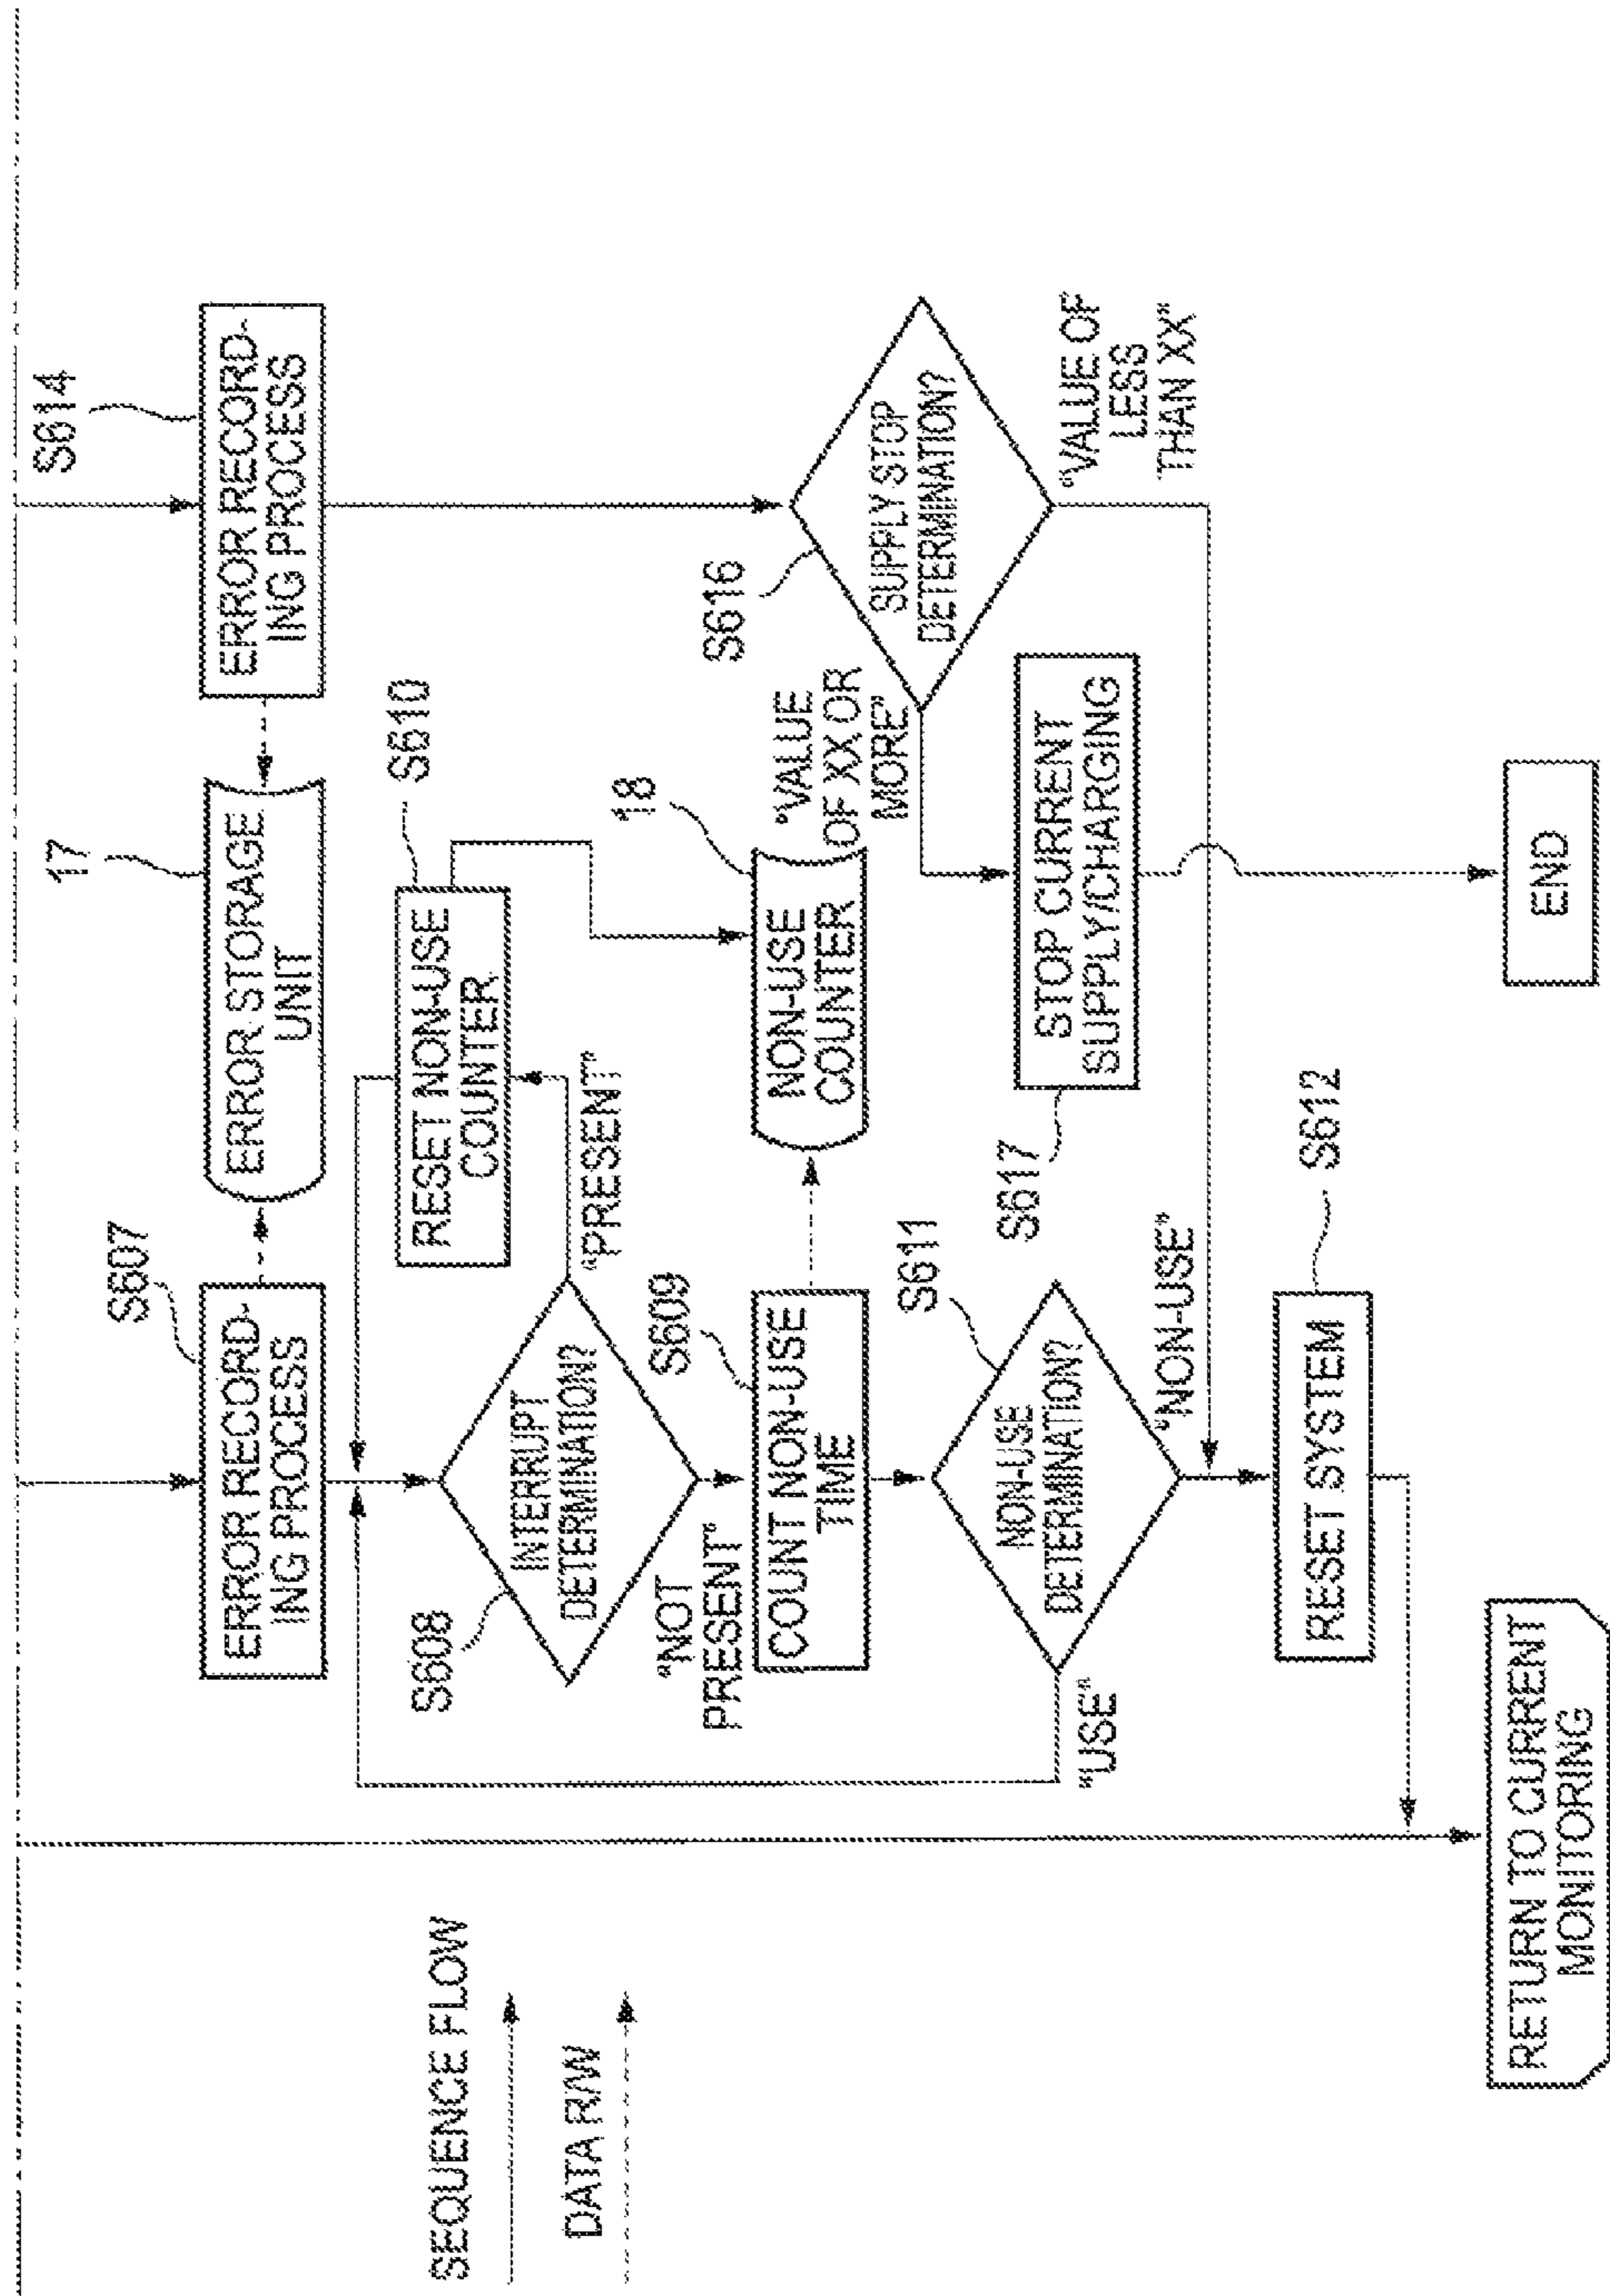 S607
17
S614
ERROR RECORD-
ING PROCESS
ERROR STORAGE
UNIT
ERROR RECORD-
ING PROCESS
SEQUENCE FLOW
DATA R/W
S608
INTERRUPT
DETERMINATION?
S610
RESET NON-USE
COUNTER
"PRESENT"
"NOT
PRESENT"
S609
COUNT NON-USE
TIME
18
NON-USE
COUNTER
"VALUE
OF XX OR
MORE"
S616
SUPPLY STOP
DETERMINATION?
"VALUE OF
LESS
THAN XX"
S611
NON-USE
DETERMINATION?
"USE"
"NON-USE"
S617
STOP CURRENT
SUPPLY/CHARGING
S612
RESET SYSTEM
RETURN TO CURRENT
MONITORING
END